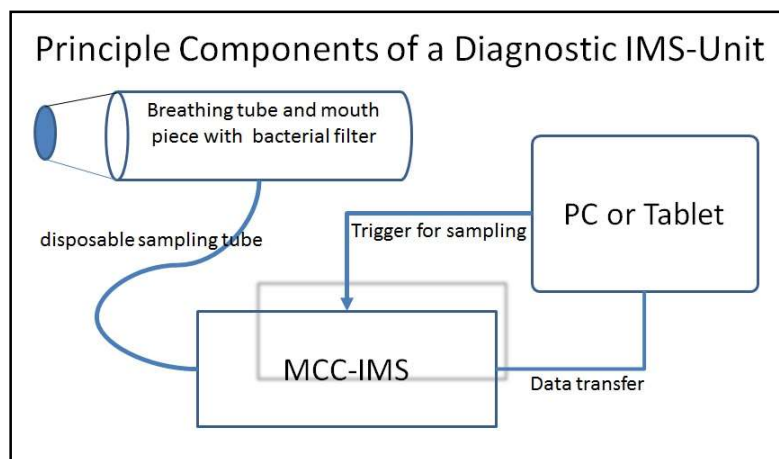 Principle Components of a Diagnostic IMS-Unit
Breathing tube and mouth
piece with bacterial filter
PC or Tablet
Trigger for sampling
disposable sampling tube
MCC-IMS
Data transfer